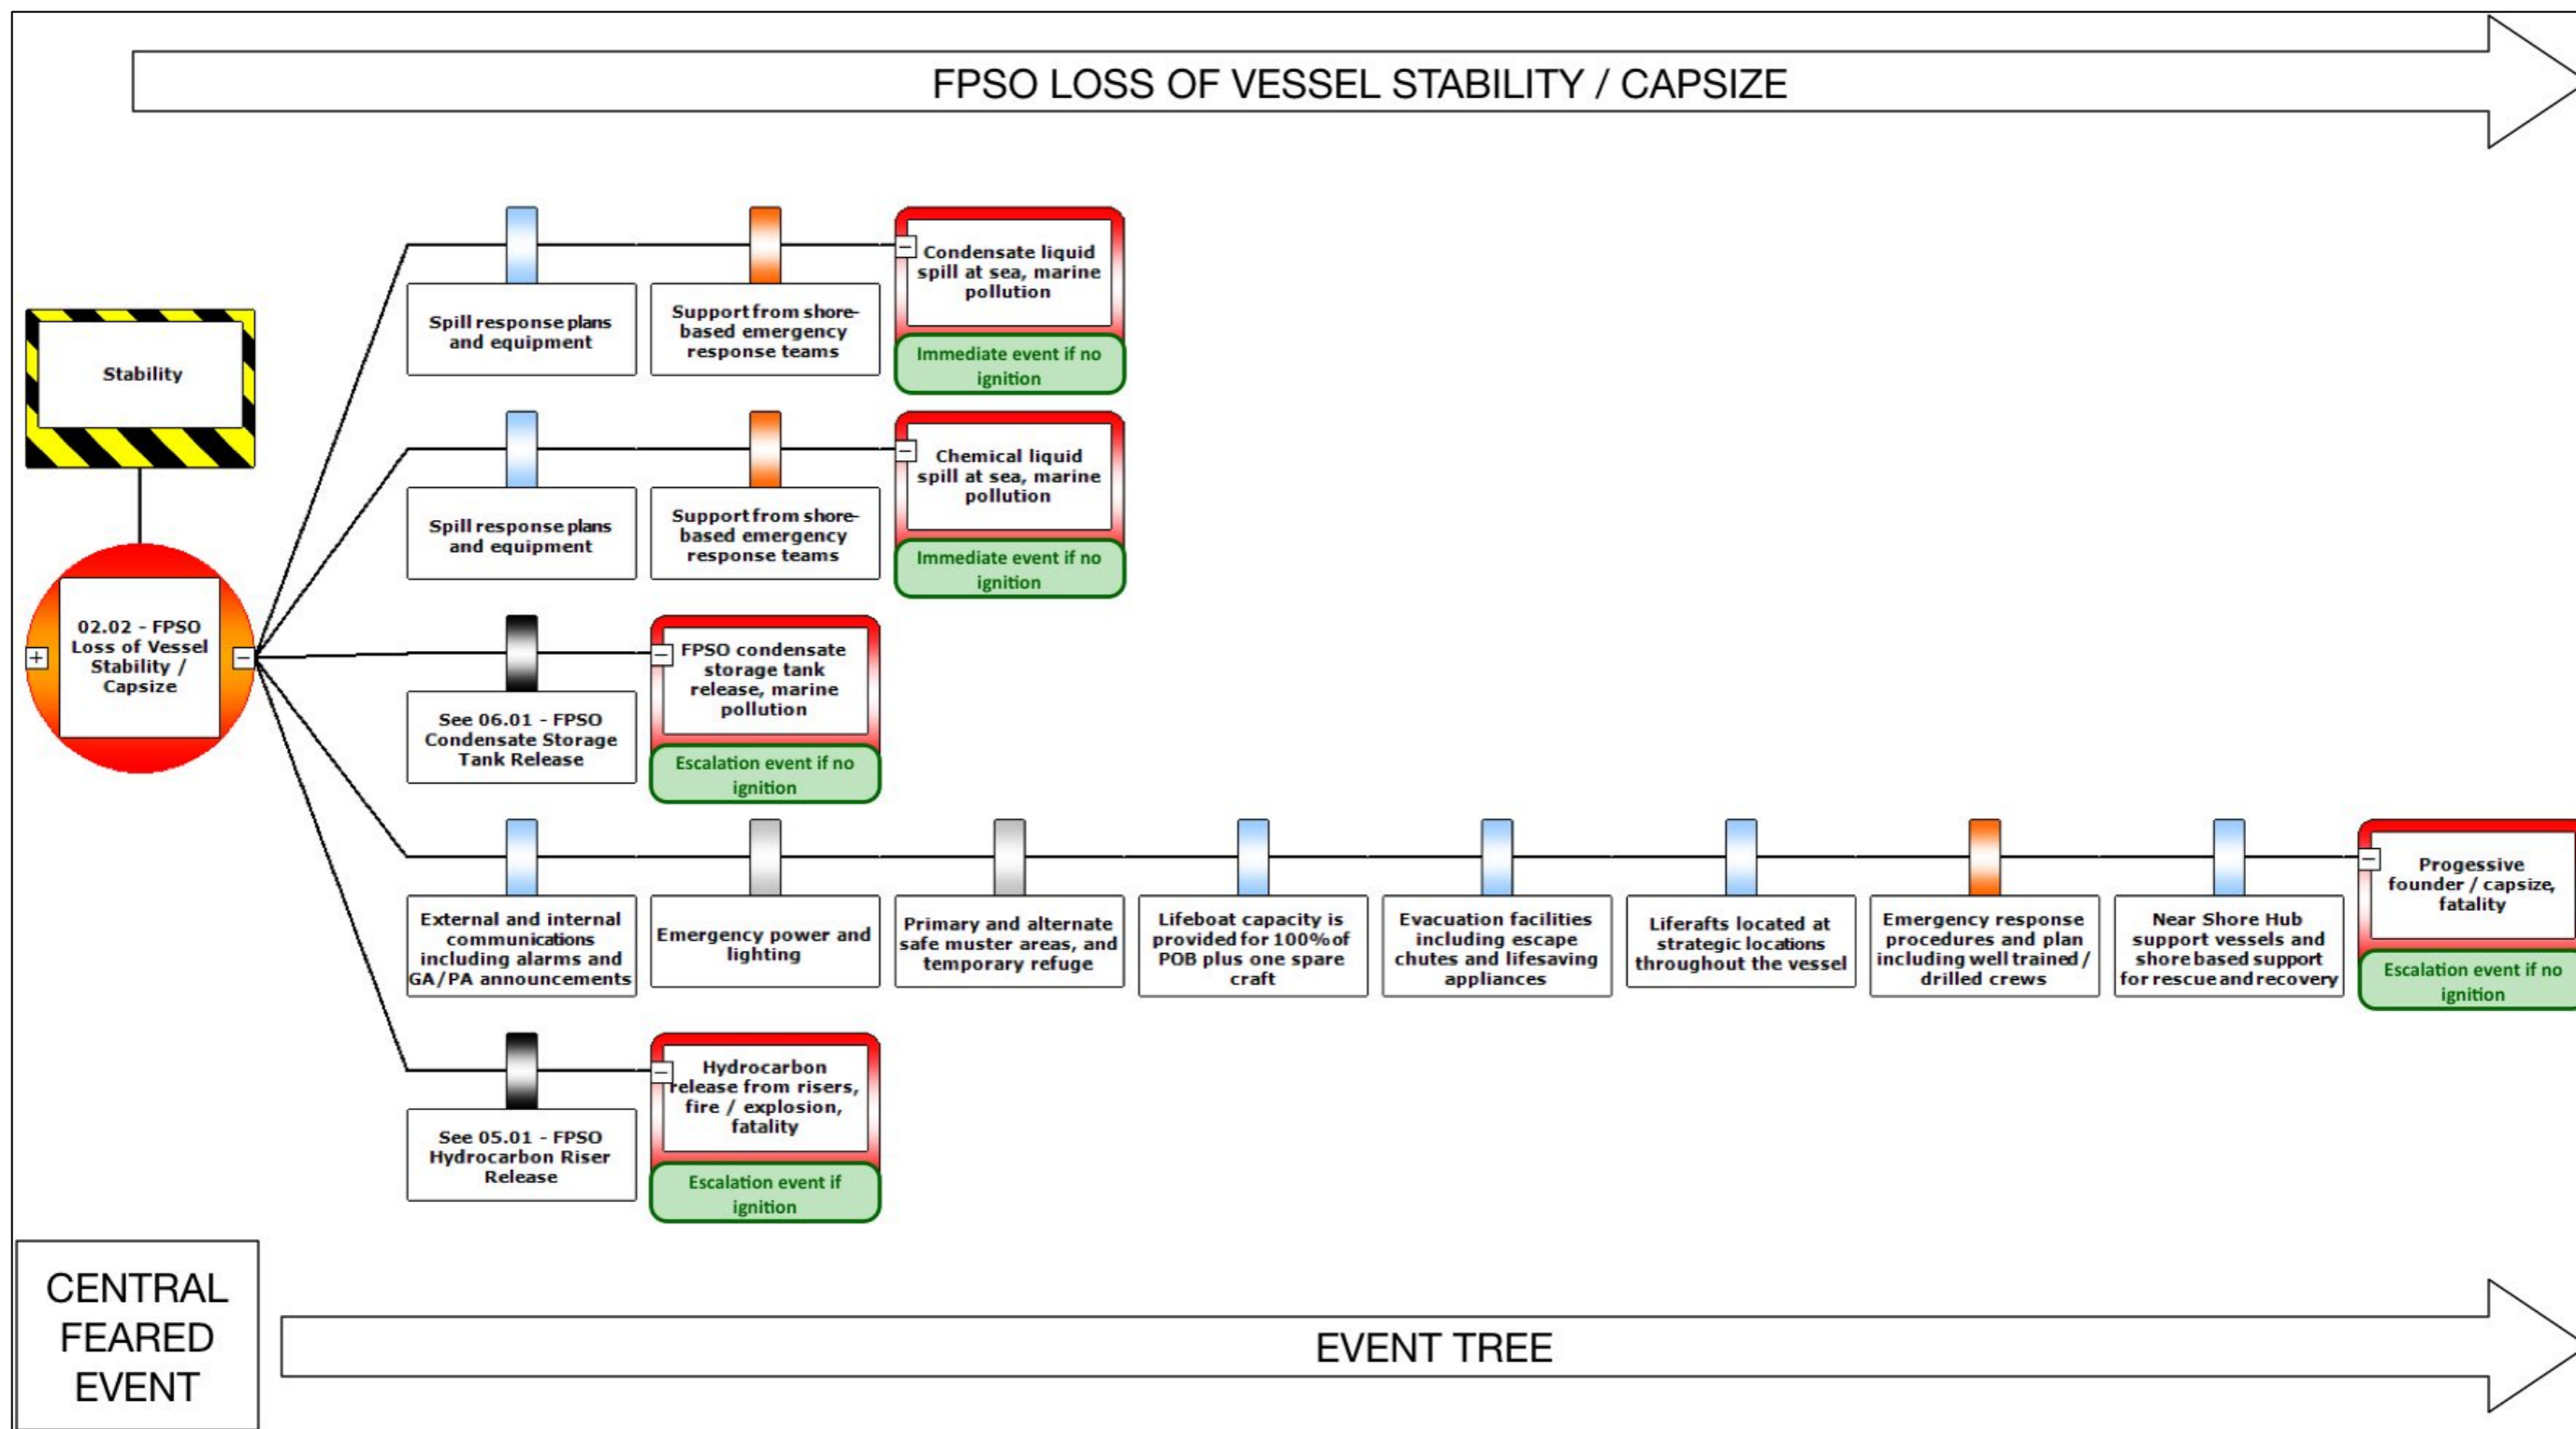 FPSO LOSS OF VESSEL STABILITY / CAPSIZE
Stability
02.02 - FPSO
Loss of Vessel
Stability /
Capsize
Spill response plans
and equipment
Support from shore-
based emergency
response teams
Condensate liquid
spill at sea, marine
pollution
Immediate event if no
ignition
Spill response plans
and equipment
Support from shore-
based emergency
response teams
Chemical liquid
spill at sea, marine
pollution
Immediate event if no
ignition
See 06.01 - FPSO
Condensate Storage
Tank Release
FPSO condensate
storage tank
release, marine
pollution
Escalation event if no
ignition
External and internal
communications
including alarms and
GA/PA announcements
Emergency power and
lighting
Primary and alternate
safe muster areas, and
temporary refuge
Lifeboat capacity is
provided for 100% of
POB plus one spare
craft
Evacuation facilities
including escape
chutes and lifesaving
appliances
Liferafts located at
strategic locations
throughout the vessel
Emergency response
procedures and plan
including well trained /
drilled crews
Near Shore Hub
support vessels and
shore based support
for rescue and recovery
Progessive
founder / capsize,
fatality
Escalation event if no
ignition
See 05.01 - FPSO
Hydrocarbon Riser
Release
Hydrocarbon
release from risers,
fire / explosion,
fatality
Escalation event if
ignition
CENTRAL
FEARED
EVENT
EVENT TREE